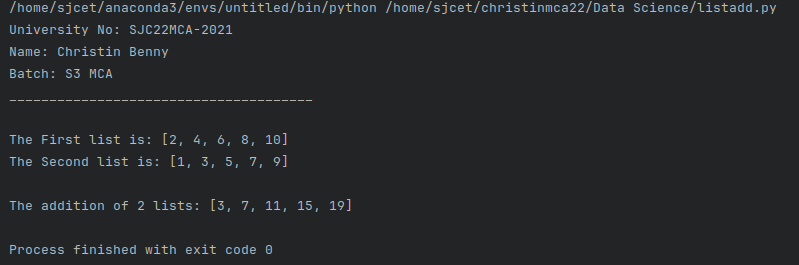 /home/sjcet/anaconda3/envs/untitled/bin/python /home/sjcet/christinmca22/Data Science/listadd.py
University No: SJC22MCA-2021
Name: Christin Benny
Batch: S3 MCA
______________________________________
The First list is: [2, 4, 6, 8, 10]
The Second list is: [1, 3, 5, 7, 9]
The addition of 2 lists: [3, 7, 11, 15, 19]
Process finished with exit code 0